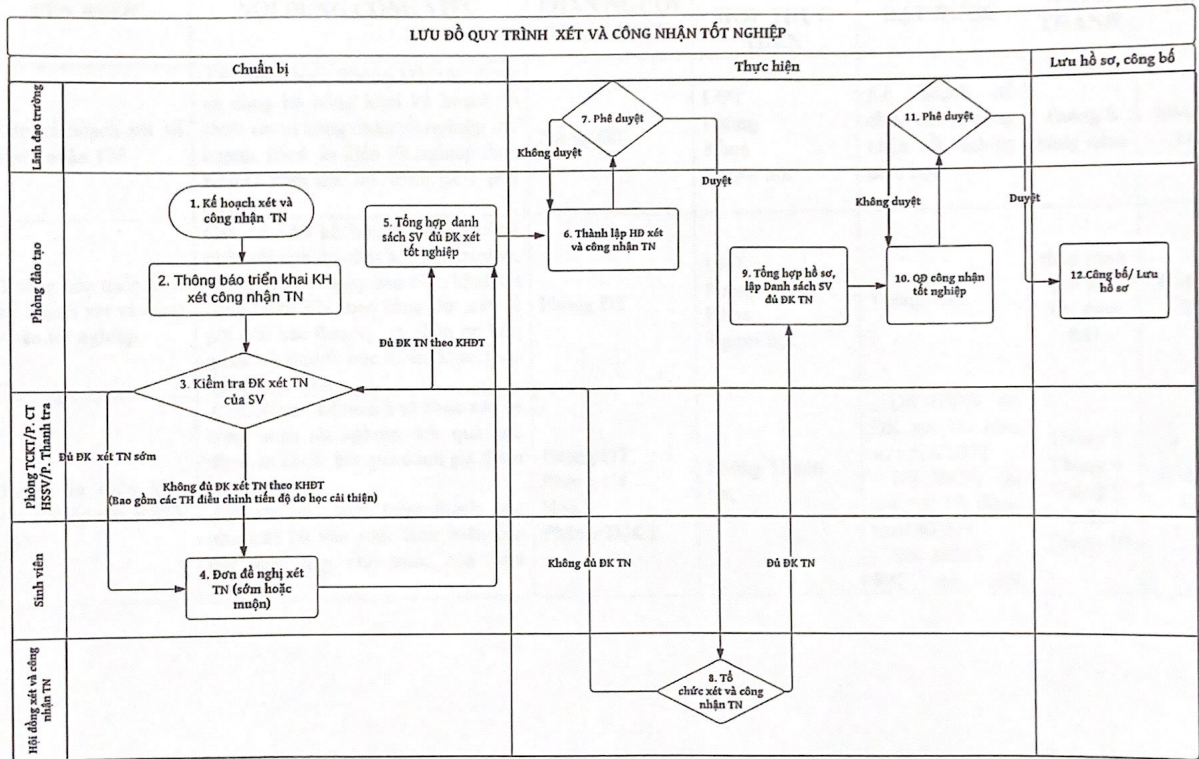 LƯU ĐỒ QUY TRÌNH XÉT VÀ CÔNG NHẬN TỐT NGHIỆP
Chuẩn bị
Thực hiện
Lưu hồ sơ, công bố
Lãnh đạo trường
7. Phê duyệt
11. Phê duyệt
Không duyệt
Duyệt
Không duyệt
Duyệt
Phòng đào tạo
1. Kế hoạch xét và
công nhận TN
2. Thông báo triển khai KH
xét công nhận TN
5. Tổng hợp danh
sách SV đủ ĐK xét
tốt nghiệp
6. Thành lập HĐ xét
và công nhận TN
9. Tổng hợp hồ sơ,
lập Danh sách SV
đủ ĐK TN
10. QĐ công nhận
tốt nghiệp
12.Công bố/ Lưu
hồ sơ
Đủ ĐK TN theo KHĐT
3. Kiểm tra ĐK xét TN
của SV
Phòng TCKT/P. CT
HSSV/P. Thanh tra
Đủ ĐK xét TN sớm
Không đủ ĐK xét TN theo KHĐT
(Bao gồm các TH điều chỉnh tiến độ do học cải thiện)
Sinh viên
4. Đơn đề nghị xét
TN (sớm hoặc
muộn)
Không đủ ĐK TN
Đủ ĐK TN
Hội đồng xét và công
nhận TN
8. Tổ
chức xét và công
nhận TN